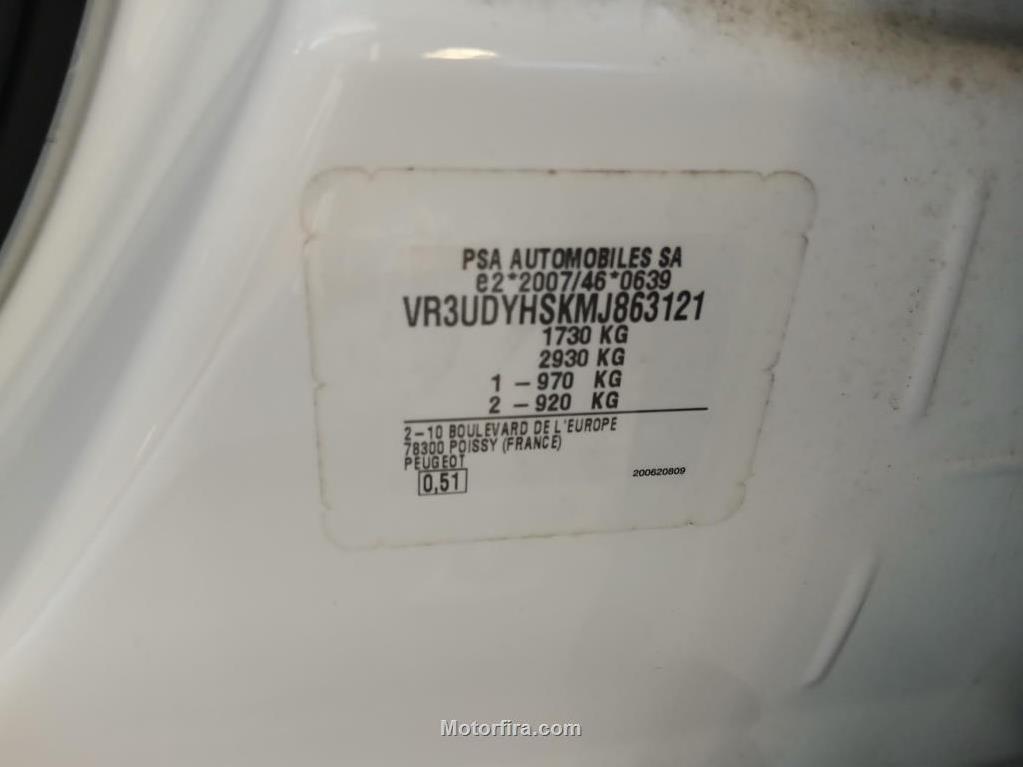 PSA AUTOMOBILES SA
e2*2007/46*0639
VR3UDYHSKMJ863121
1730 KG
2930 KG
1 - 970 KG
2 - 920 KG
2-10 BOULEVARD DE L'EUROPE
78300 POISSY (FRANCE)
PEUGEOT
0,51
200620809
Motorfira.com